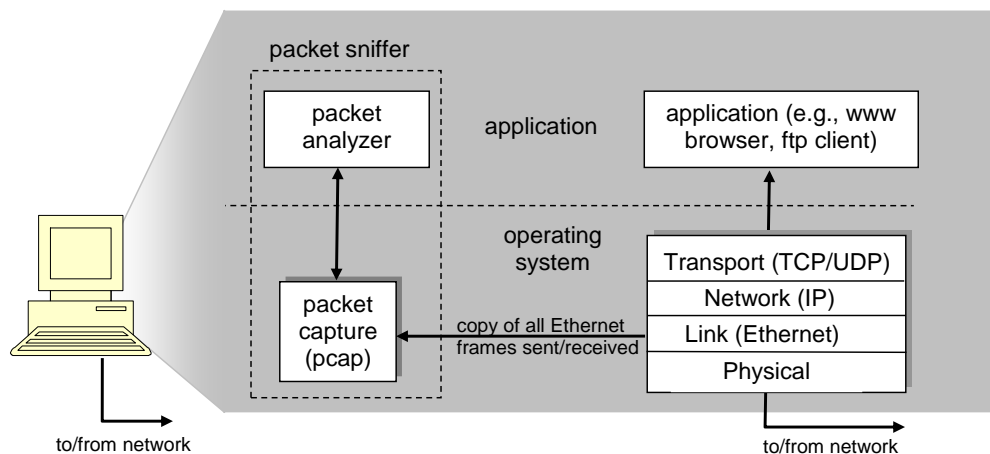 packet sniffer
packet
analyzer
application
application (e.g., www
browser, ftp client)
operating
system
packet
capture
(pcap)
copy of all Ethernet
frames sent/received
Transport (TCP/UDP)
Network (IP)
Link (Ethernet)
Physical
to/from network
to/from network